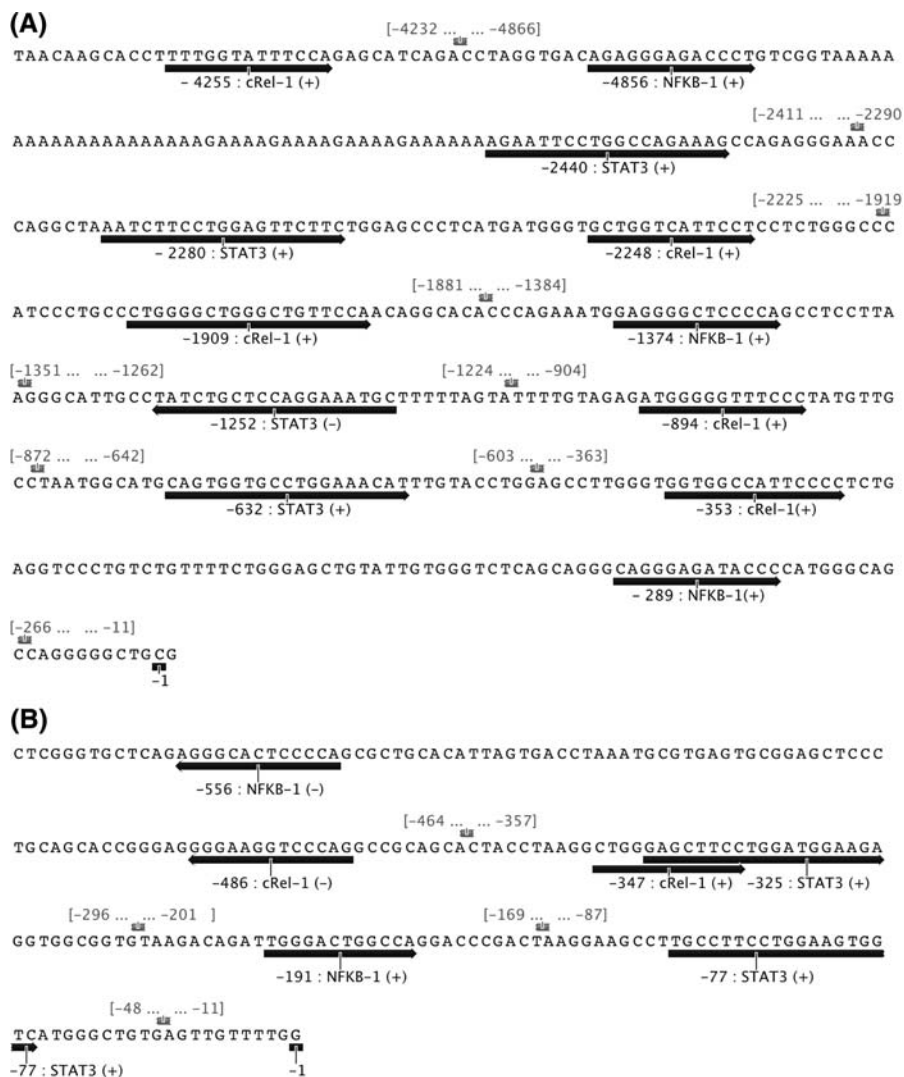 (A)
[-4232 ... ... -4866]
TAACAAGCACCTTTTGGTATTTCCAGAGCATCAGACCTAGGTGACAGAGGGAGACCCTGTCGGTAAAAA
- 4255 : cRel-1 (+) -4856 : NFKB-1 (+)
[-2411 ... ... -2290
AAAAAAAAAAAAAAAGAAAAGAAAAGAAAAGAAAAAAAGAATTCCTGGCCAGAAAGCCAGAGGGAAACC
-2440 : STAT3 (+)
[-2225 ... ... -1919
CAGGCTAAATCTTCCTGGAGTTCTTCTGGAGCCCTCATGATGGGTGCTGGTCATTCCTCCTCTGGGCCC
- 2280 : STAT3 (+) -2248 : cRel-1 (+)
[-1881 ... ... -1384]
ATCCCTGCCCTGGGGCTGGGCTGTTCCAACAGGCACACCCAGAAATGGAGGGGCTCCCCAGCCTCCTTA
-1909 : cRel-1 (+) -1374 : NFKB-1 (+)
[-1351 ... ... -1262] [-1224 ... ... -904]
AGGGCATTGCCTATCTGCTCCAGGAAATGCTTTTTAGTATTTTGTAGAGATGGGGGTTTCCCTATGTTG
-1252 : STAT3 (-) -894 : cRel-1 (+)
[-872 ... ... -642] [-603 ... ... -363]
CCTAATGGCATGCAGTGGTGCCTGGAAACATTTGTACCTGGAGCCTTGGGTGGTGGCCATTCCCCTCTG
-632 : STAT3 (+) -353 : cRel-1(+)
AGGTCCCTGTCTGTTTTCTGGGAGCTGTATTGTGGGTCTCAGCAGGGCAGGGAGATACCCCATGGGCAG
- 289 : NFKB-1(+)
[-266 ... ... -11]
CCAGGGGGCTGCG
-1
(B)
CTCGGGTGCTCAGAGGGCACTCCCCAGCGCTGCACATTAGTGACCTAAATGCGTGAGTGCGGAGCTCCC
-556 : NFKB-1 (-)
[-464 ... ... -357]
TGCAGCACCGGGAGGGGAAGGTCCCAGGCCGCAGCACTACCTAAGGCTGGGAGCTTCCTGGATGGAAGA
-486 : cRel-1 (-) -347 : cRel-1 (+) -325 : STAT3 (+)
[-296 ... ... -201 ] [-169 ... ... -87]
GGTGGCGGTGTAAGACAGATTGGGACTGGCCAGGACCCGACTAAGGAAGCCTTGCCTTCCTGGAAGTGG
-191 : NFKB-1 (+) -77 : STAT3 (+)
[-48 ... ... -11]
TCATGGGCTGTGAGTTGTTTTGG
-77 : STAT3 (+) -1